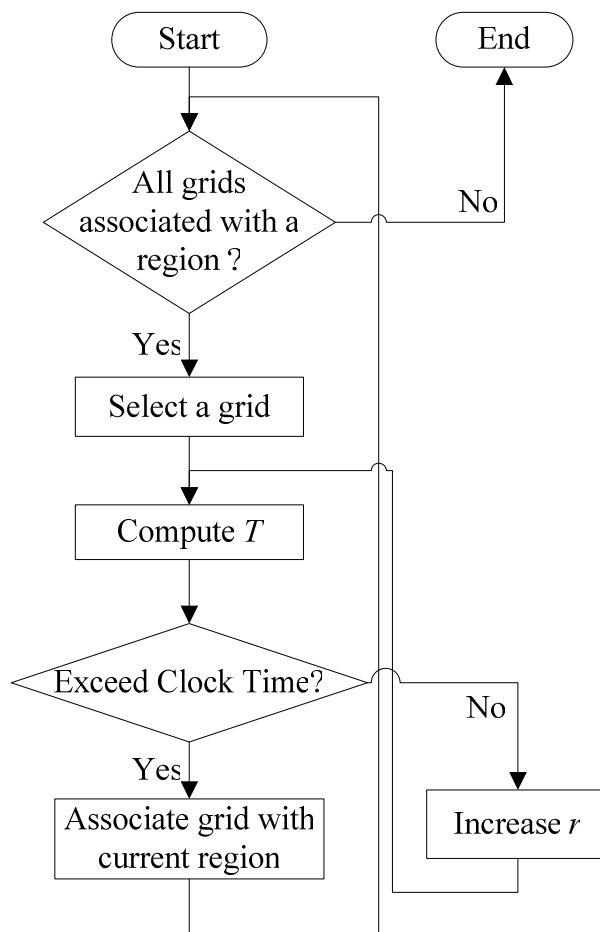 Start
End
All grids
associated with a
region ?
No
Yes
Select a grid
Compute T
Exceed Clock Time?
No
Yes
Associate grid with
current region
Increase r